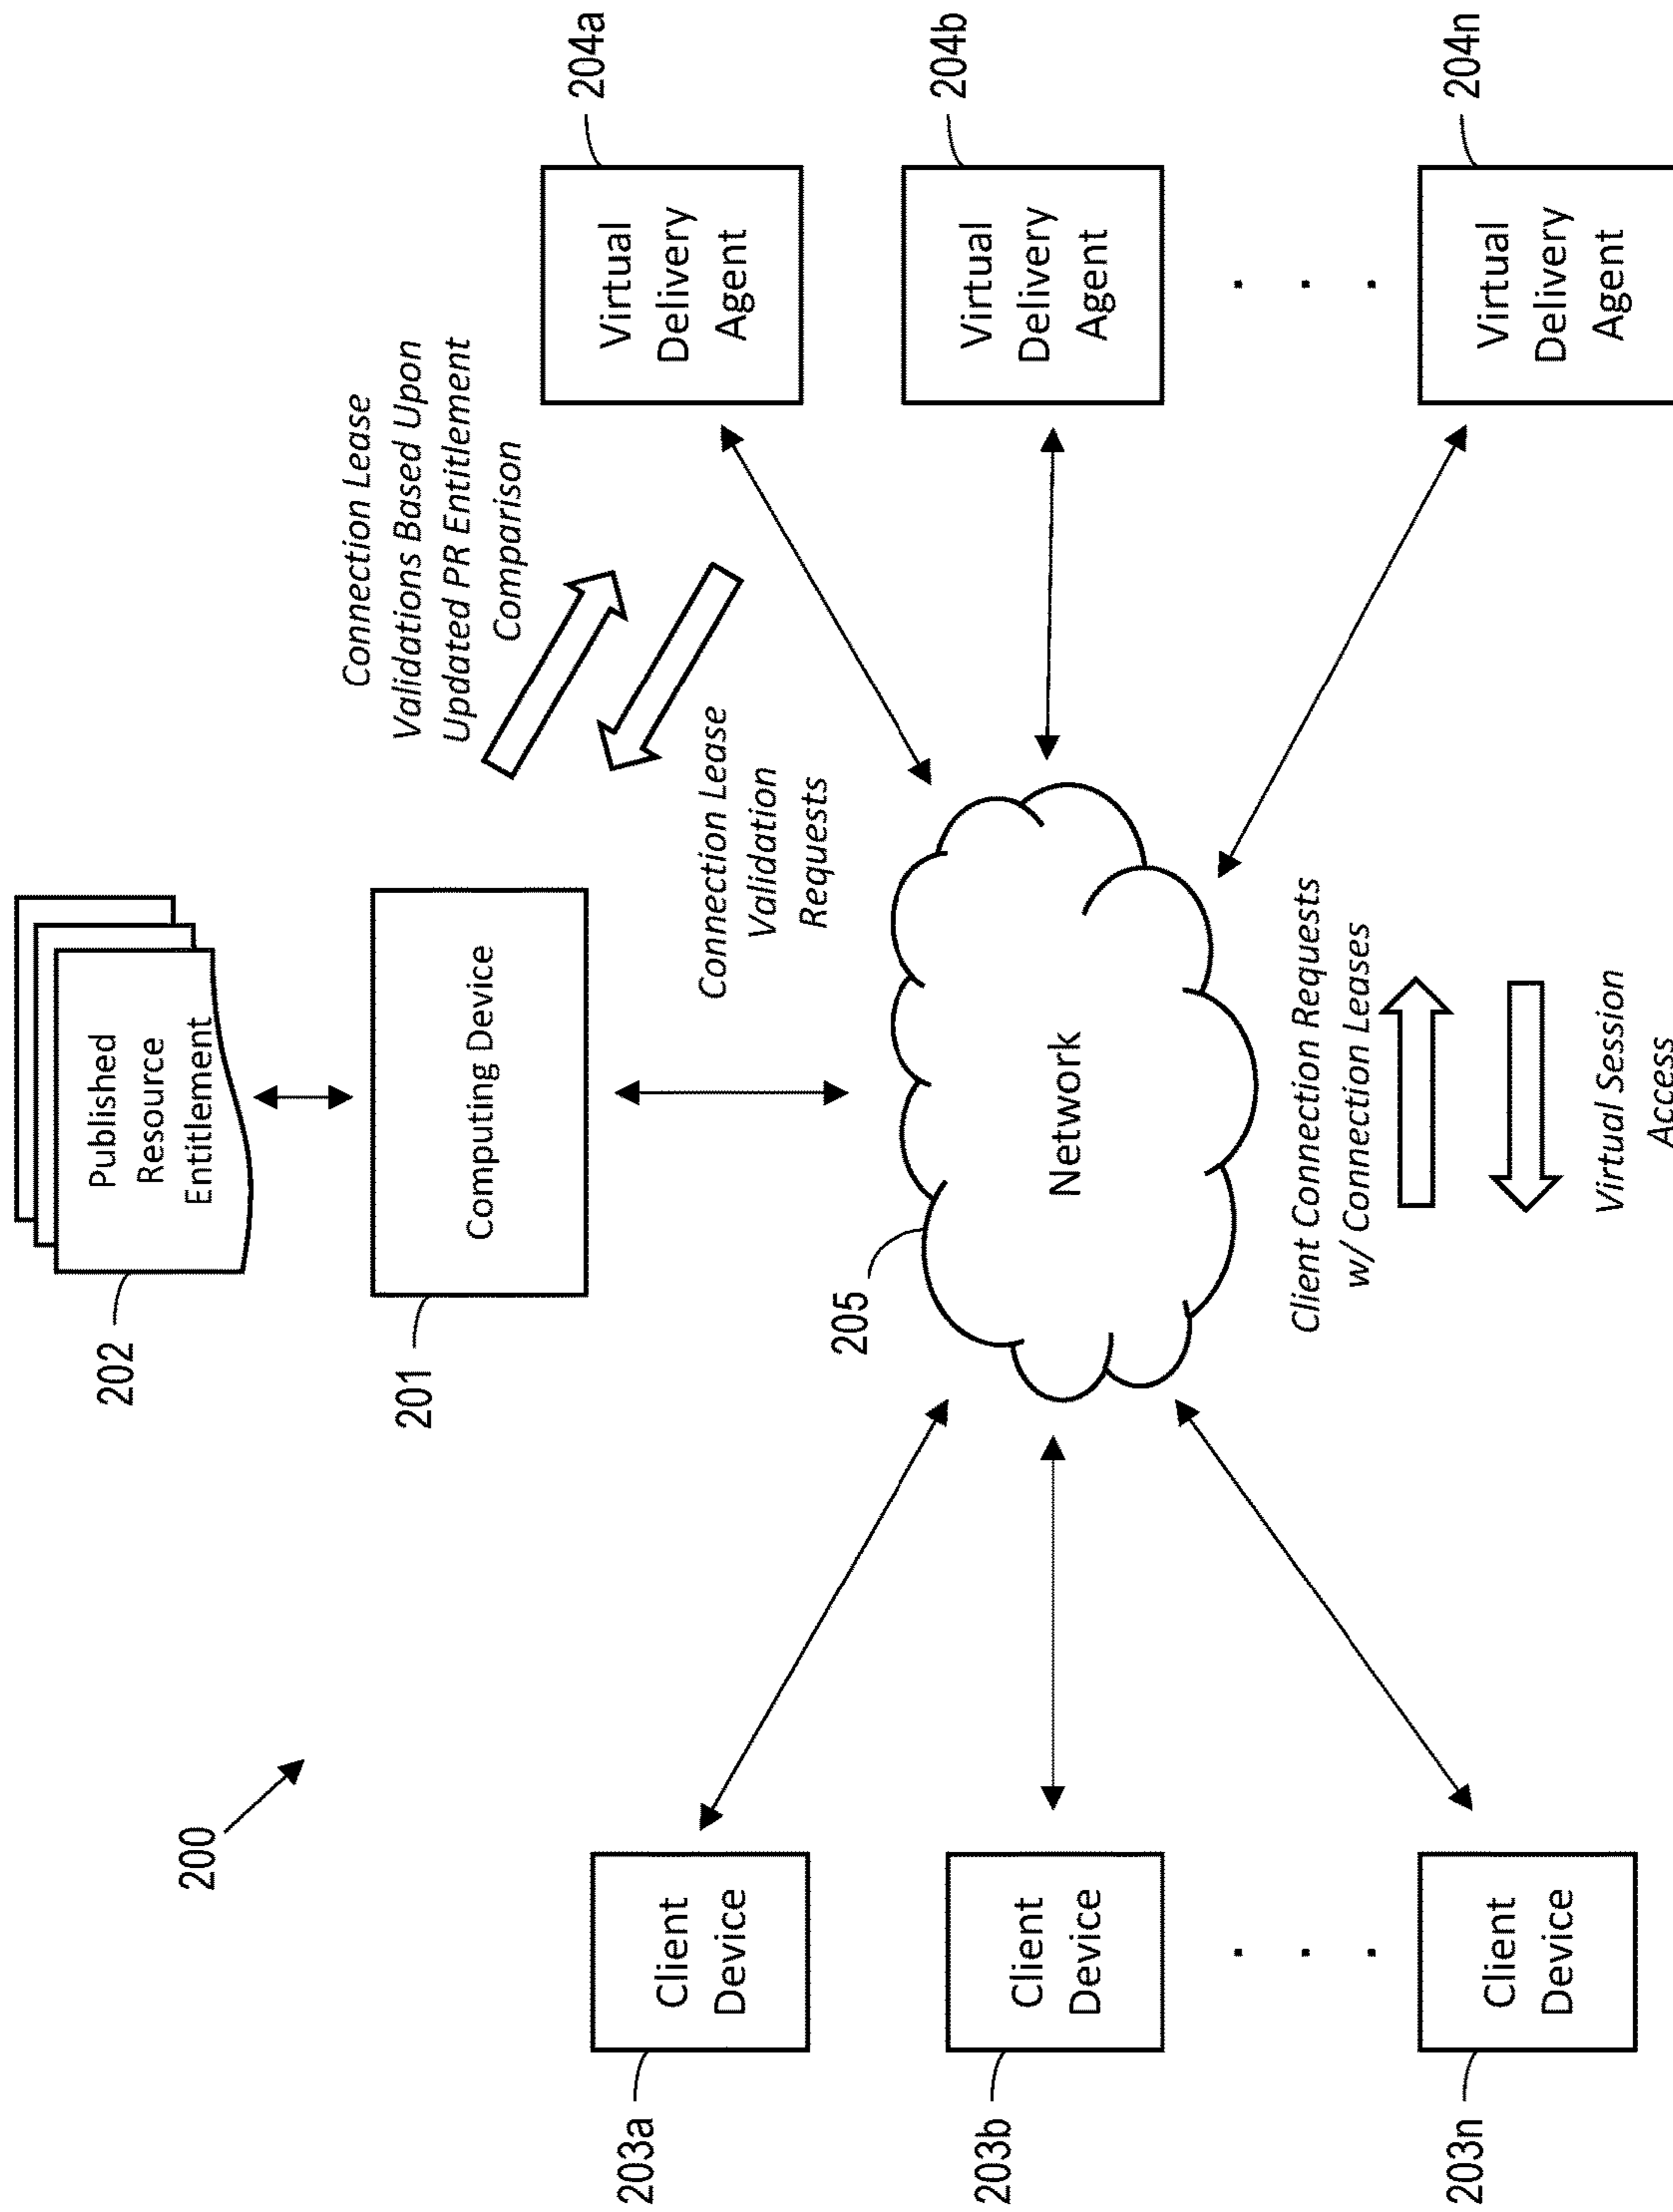 200
202
Published
Resource
Entitlement
201
Computing Device
Connection Lease
Validations Based Upon
Updated PR Entitlement
Comparison
Connection Lease
Validation
Requests
203a
Client
Device
203b
Client
Device
. . .
203n
Client
Device
205
Network
204a
Virtual
Delivery
Agent
204b
Virtual
Delivery
Agent
. . .
204n
Virtual
Delivery
Agent
Client Connection Requests
w/ Connection Leases
Virtual Session
Access